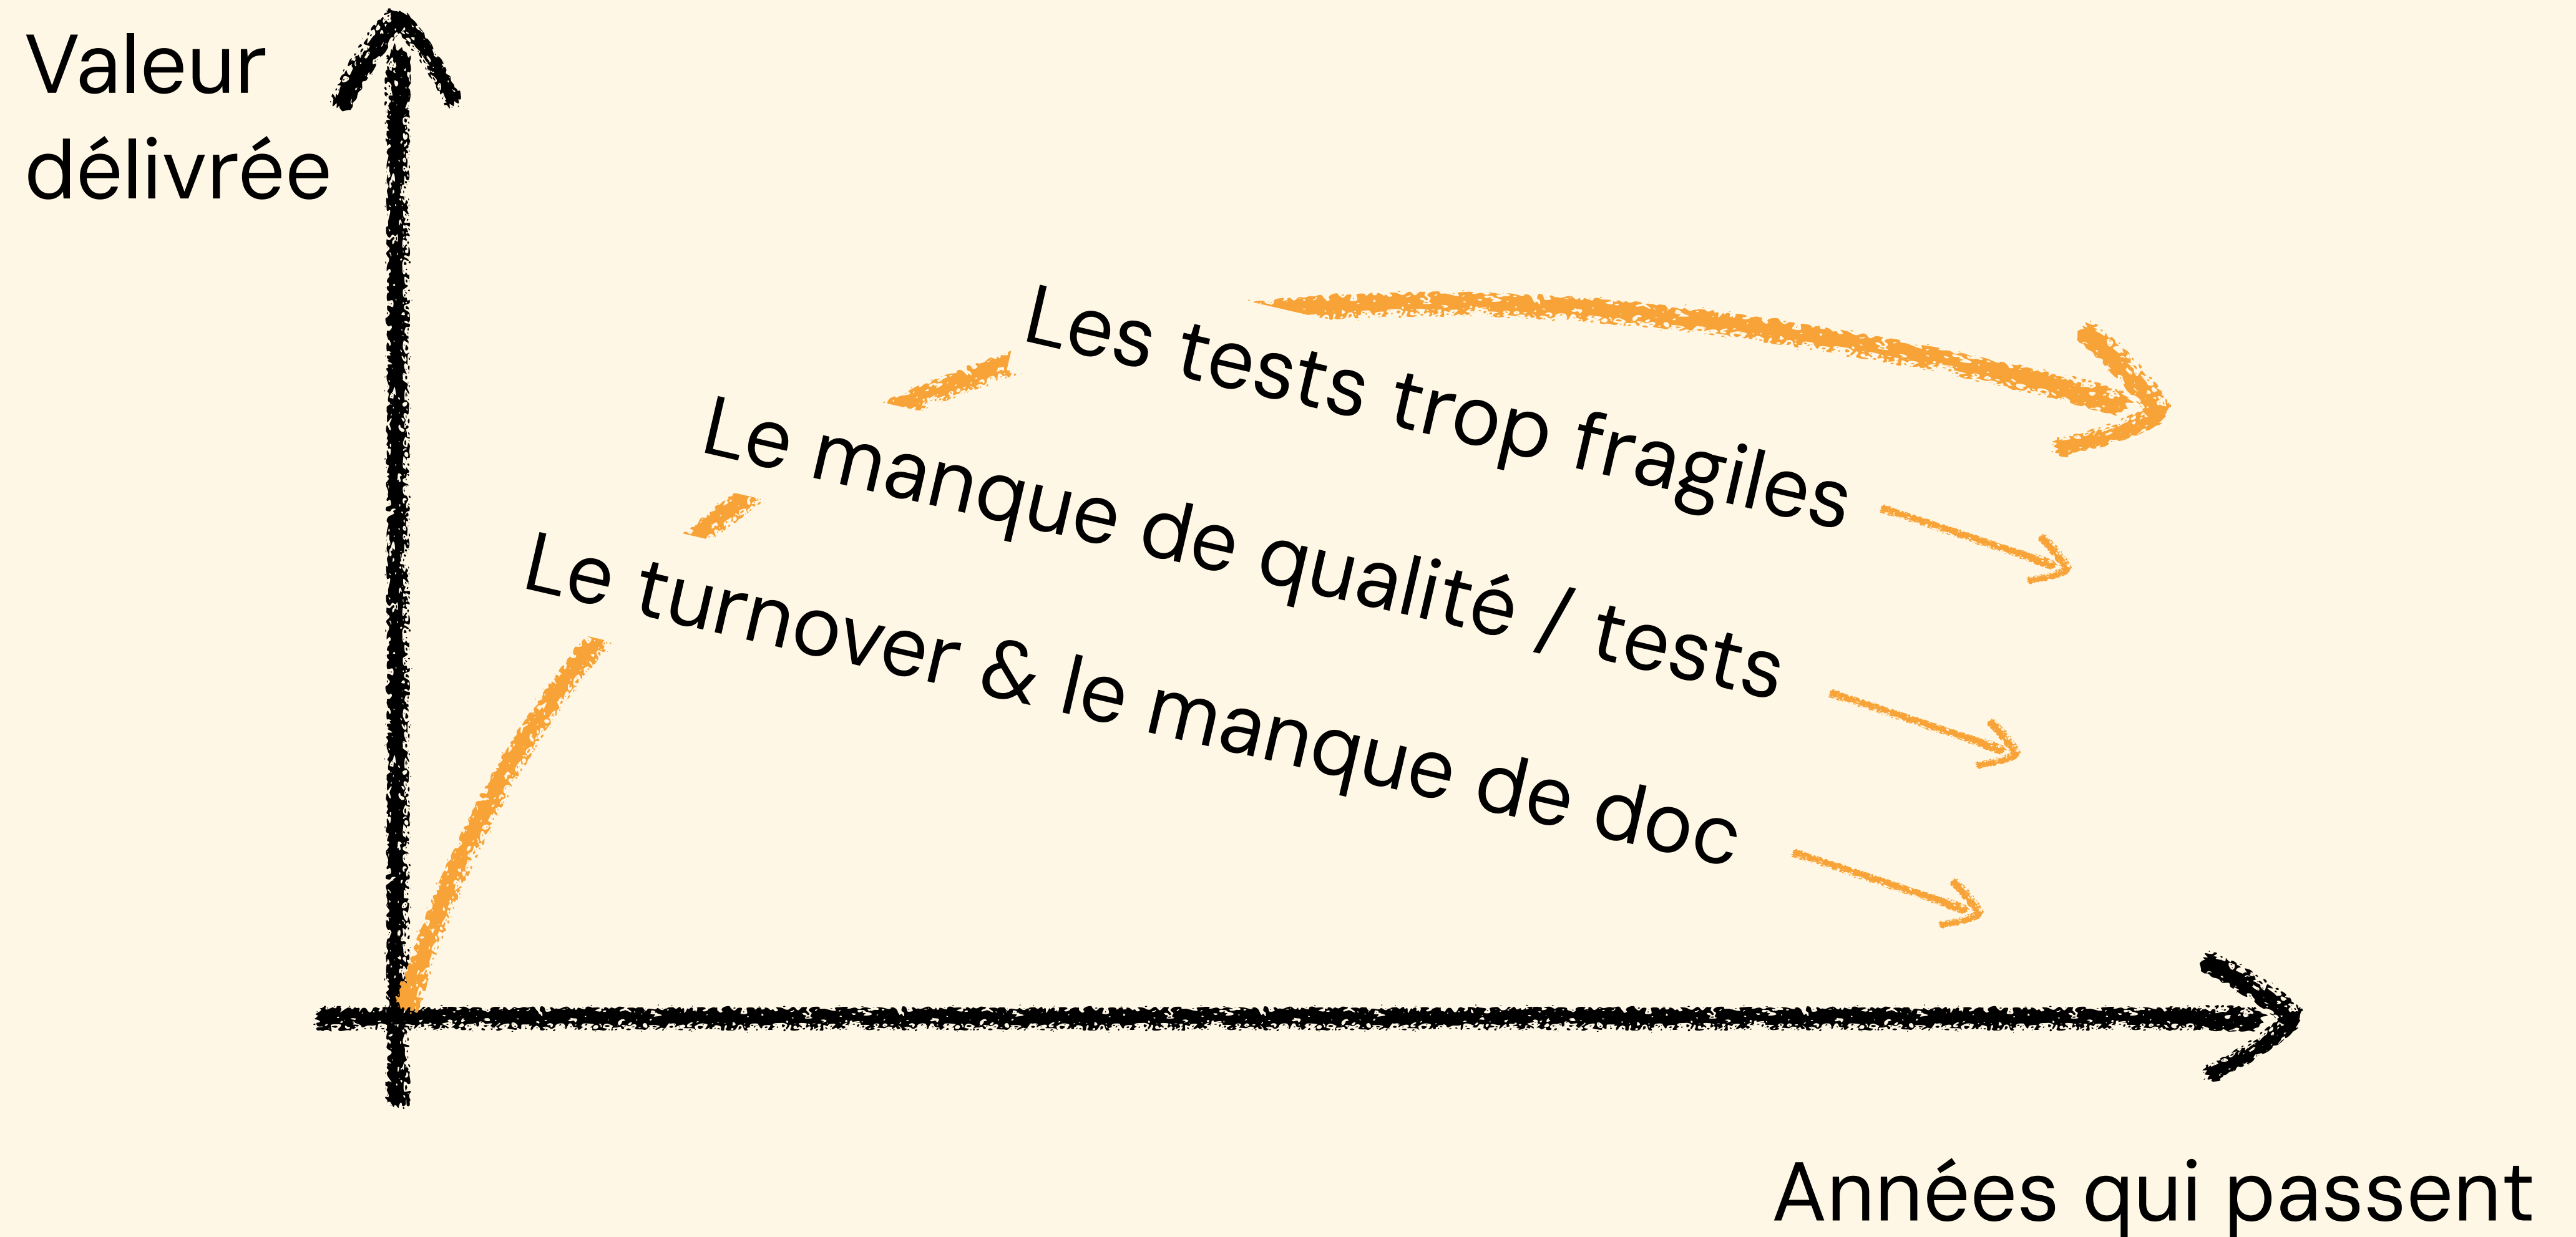 Valeur
délivrée
Les tests trop fragiles
Le manque de qualité / tests
Le turnover & le manque de doc
Années qui passent